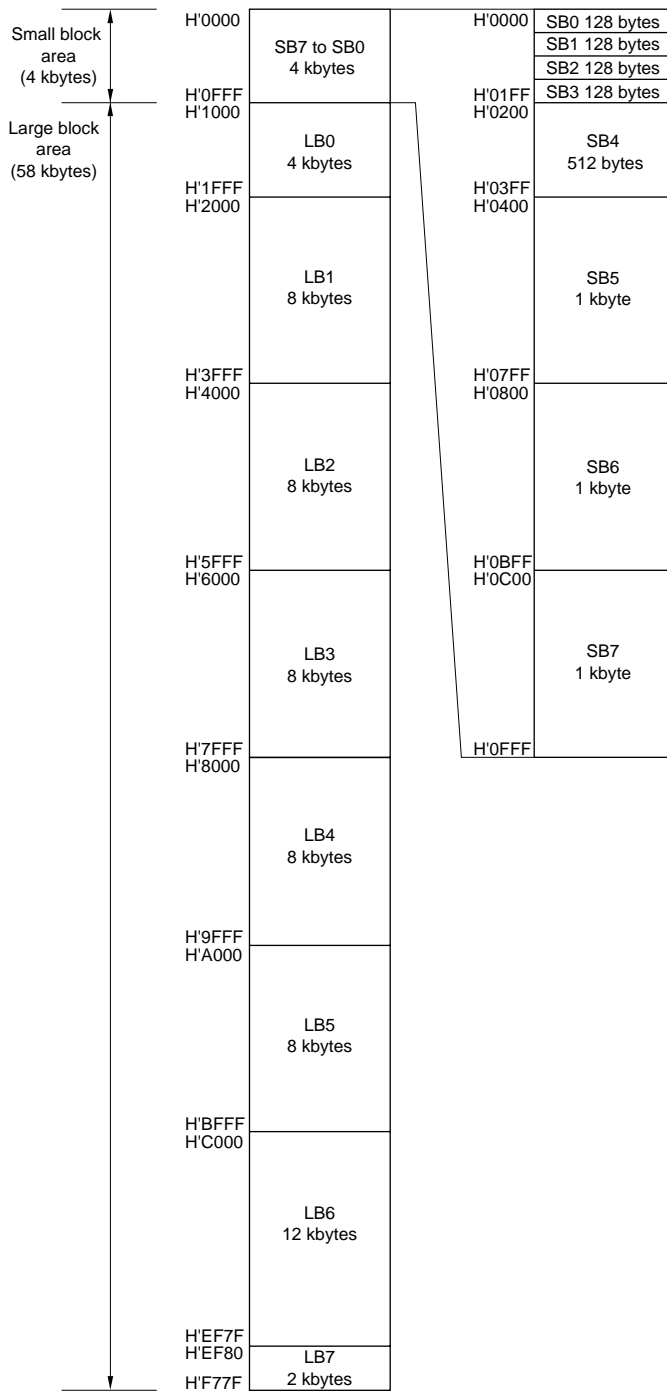 Small block
area
(4 kbytes)
Large block
area
(58 kbytes)
H'0000
SB7 to SB0
4 kbytes
H'0FFF
H'1000
LB0
4 kbytes
H'1FFF
H'2000
LB1
8 kbytes
H'3FFF
H'4000
LB2
8 kbytes
H'5FFF
H'6000
LB3
8 kbytes
H'7FFF
H'8000
LB4
8 kbytes
H'9FFF
H'A000
LB5
8 kbytes
H'BFFF
H'C000
LB6
12 kbytes
H'EF7F
H'EF80
LB7
2 kbytes
H'F77F
H'0000
SB0 128 bytes
SB1 128 bytes
SB2 128 bytes
SB3 128 bytes
H'01FF
H'0200
SB4
512 bytes
H'03FF
H'0400
SB5
1 kbyte
H'07FF
H'0800
SB6
1 kbyte
H'0BFF
H'0C00
SB7
1 kbyte
H'0FFF